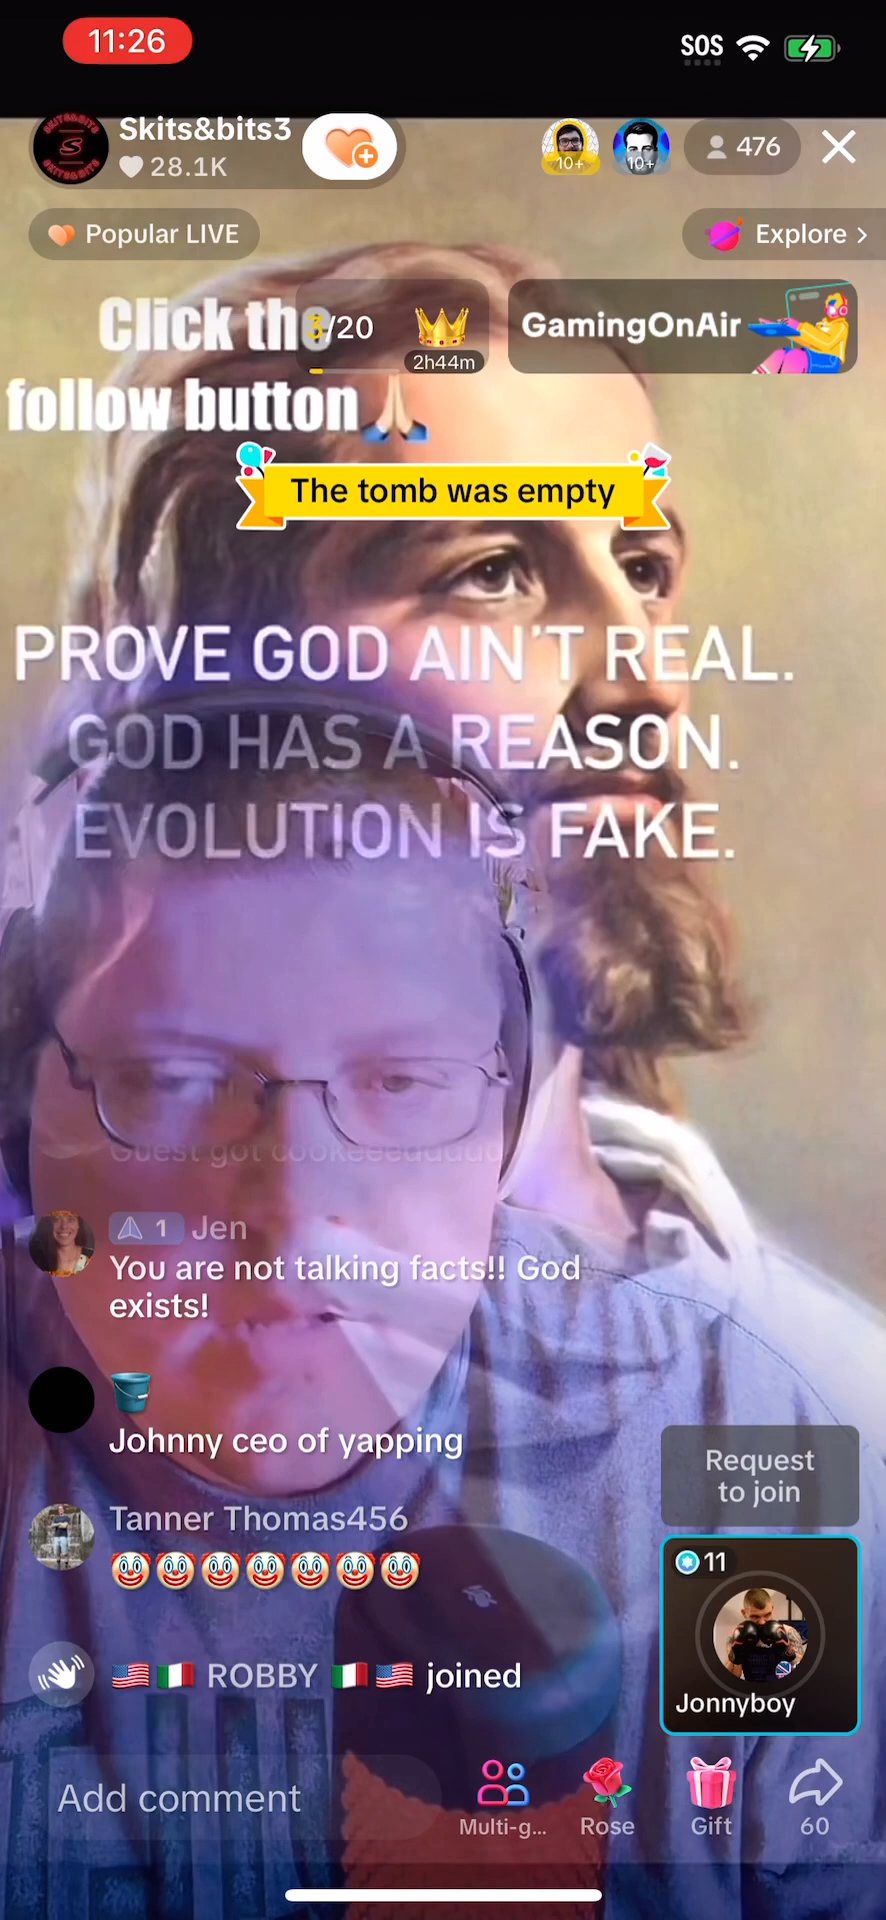 11:26
SOS
Skits&bits3
28.1K
10+
10+
476
Popular LIVE
Explore >
Click the
3/20
2h44m
GamingOnAir
follow button🙏🏻
The tomb was empty
PROVE GOD AIN'T REAL.
GOD HAS A REASON.
EVOLUTION IS FAKE.
Guest got
1 Jen
You are not talking facts!! God
exists!
🪣
Johnny ceo of yapping
Tanner Thomas456
🤡🤡🤡🤡🤡🤡🤡
🇺🇸🇮🇹 ROBBY 🇮🇹🇺🇸 joined
Request
to join
11
Jonnyboy
Add comment
Multi-g...
Rose
Gift
60